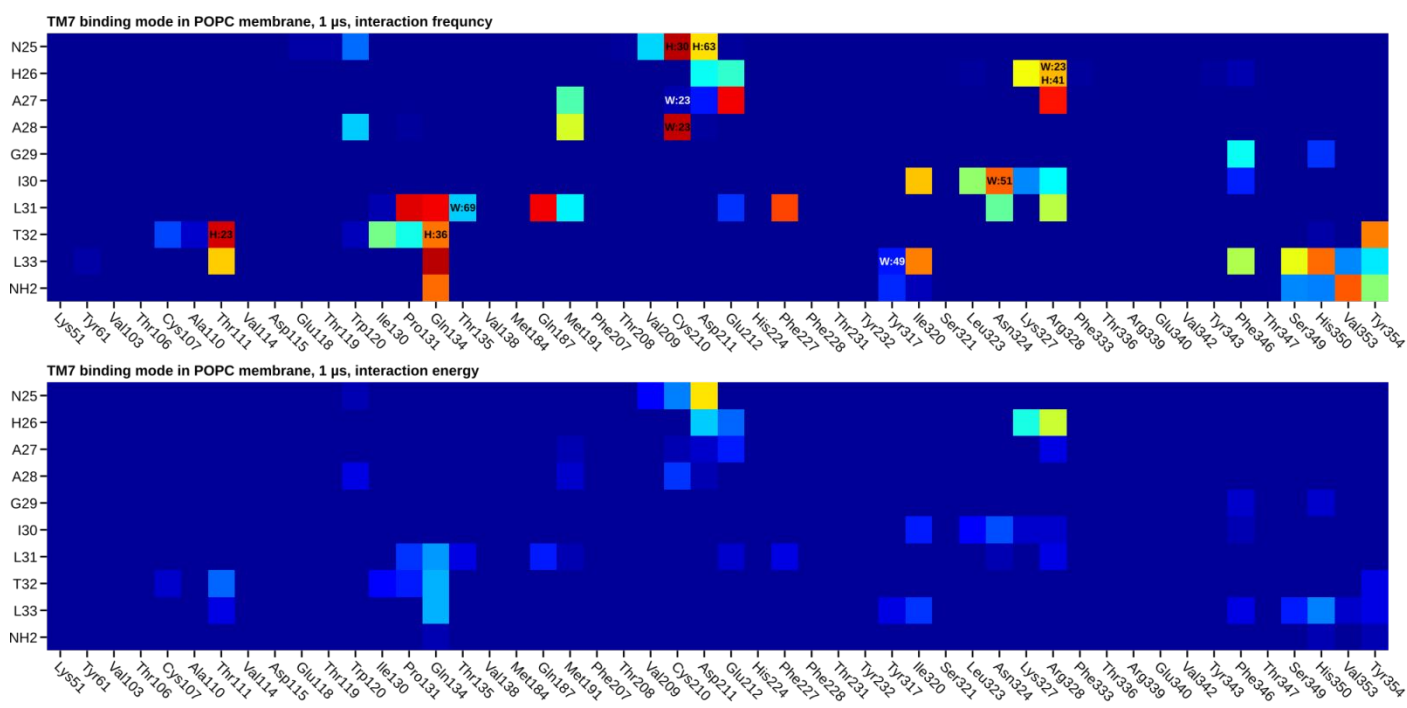 TM7 binding mode in POPC membrane, 1 µs, interaction frequncy
N25 H:30 H:63
H26 W:23
H:41
A27 W:23
A28 W:23
G29
I30 W:51
L31 W:69
T32 H:23 H:36
L33 W:49
NH2
Lys51 Tyr61 Val103 Thr106 Cys107 Ala110 Thr111 Val114 Asp115 Glu118 Thr119 Trp120 Ile130 Pro131 Gln134 Thr135 Val138 Met184 Gln187 Met191 Phe207 Thr208 Val209 Cys210 Asp211 Glu212 His224 Phe227 Phe228 Thr231 Tyr232 Tyr317 Ile320 Ser321 Leu323 Asn324 Lys327 Arg328 Phe333 Thr336 Arg339 Glu340 Val342 Tyr343 Phe346 Thr347 Ser349 His350 Val353 Tyr354
TM7 binding mode in POPC membrane, 1 µs, interaction energy
N25
H26
A27
A28
G29
I30
L31
T32
L33
NH2
Lys51 Tyr61 Val103 Thr106 Cys107 Ala110 Thr111 Val114 Asp115 Glu118 Thr119 Trp120 Ile130 Pro131 Gln134 Thr135 Val138 Met184 Gln187 Met191 Phe207 Thr208 Val209 Cys210 Asp211 Glu212 His224 Phe227 Phe228 Thr231 Tyr232 Tyr317 Ile320 Ser321 Leu323 Asn324 Lys327 Arg328 Phe333 Thr336 Arg339 Glu340 Val342 Tyr343 Phe346 Thr347 Ser349 His350 Val353 Tyr354